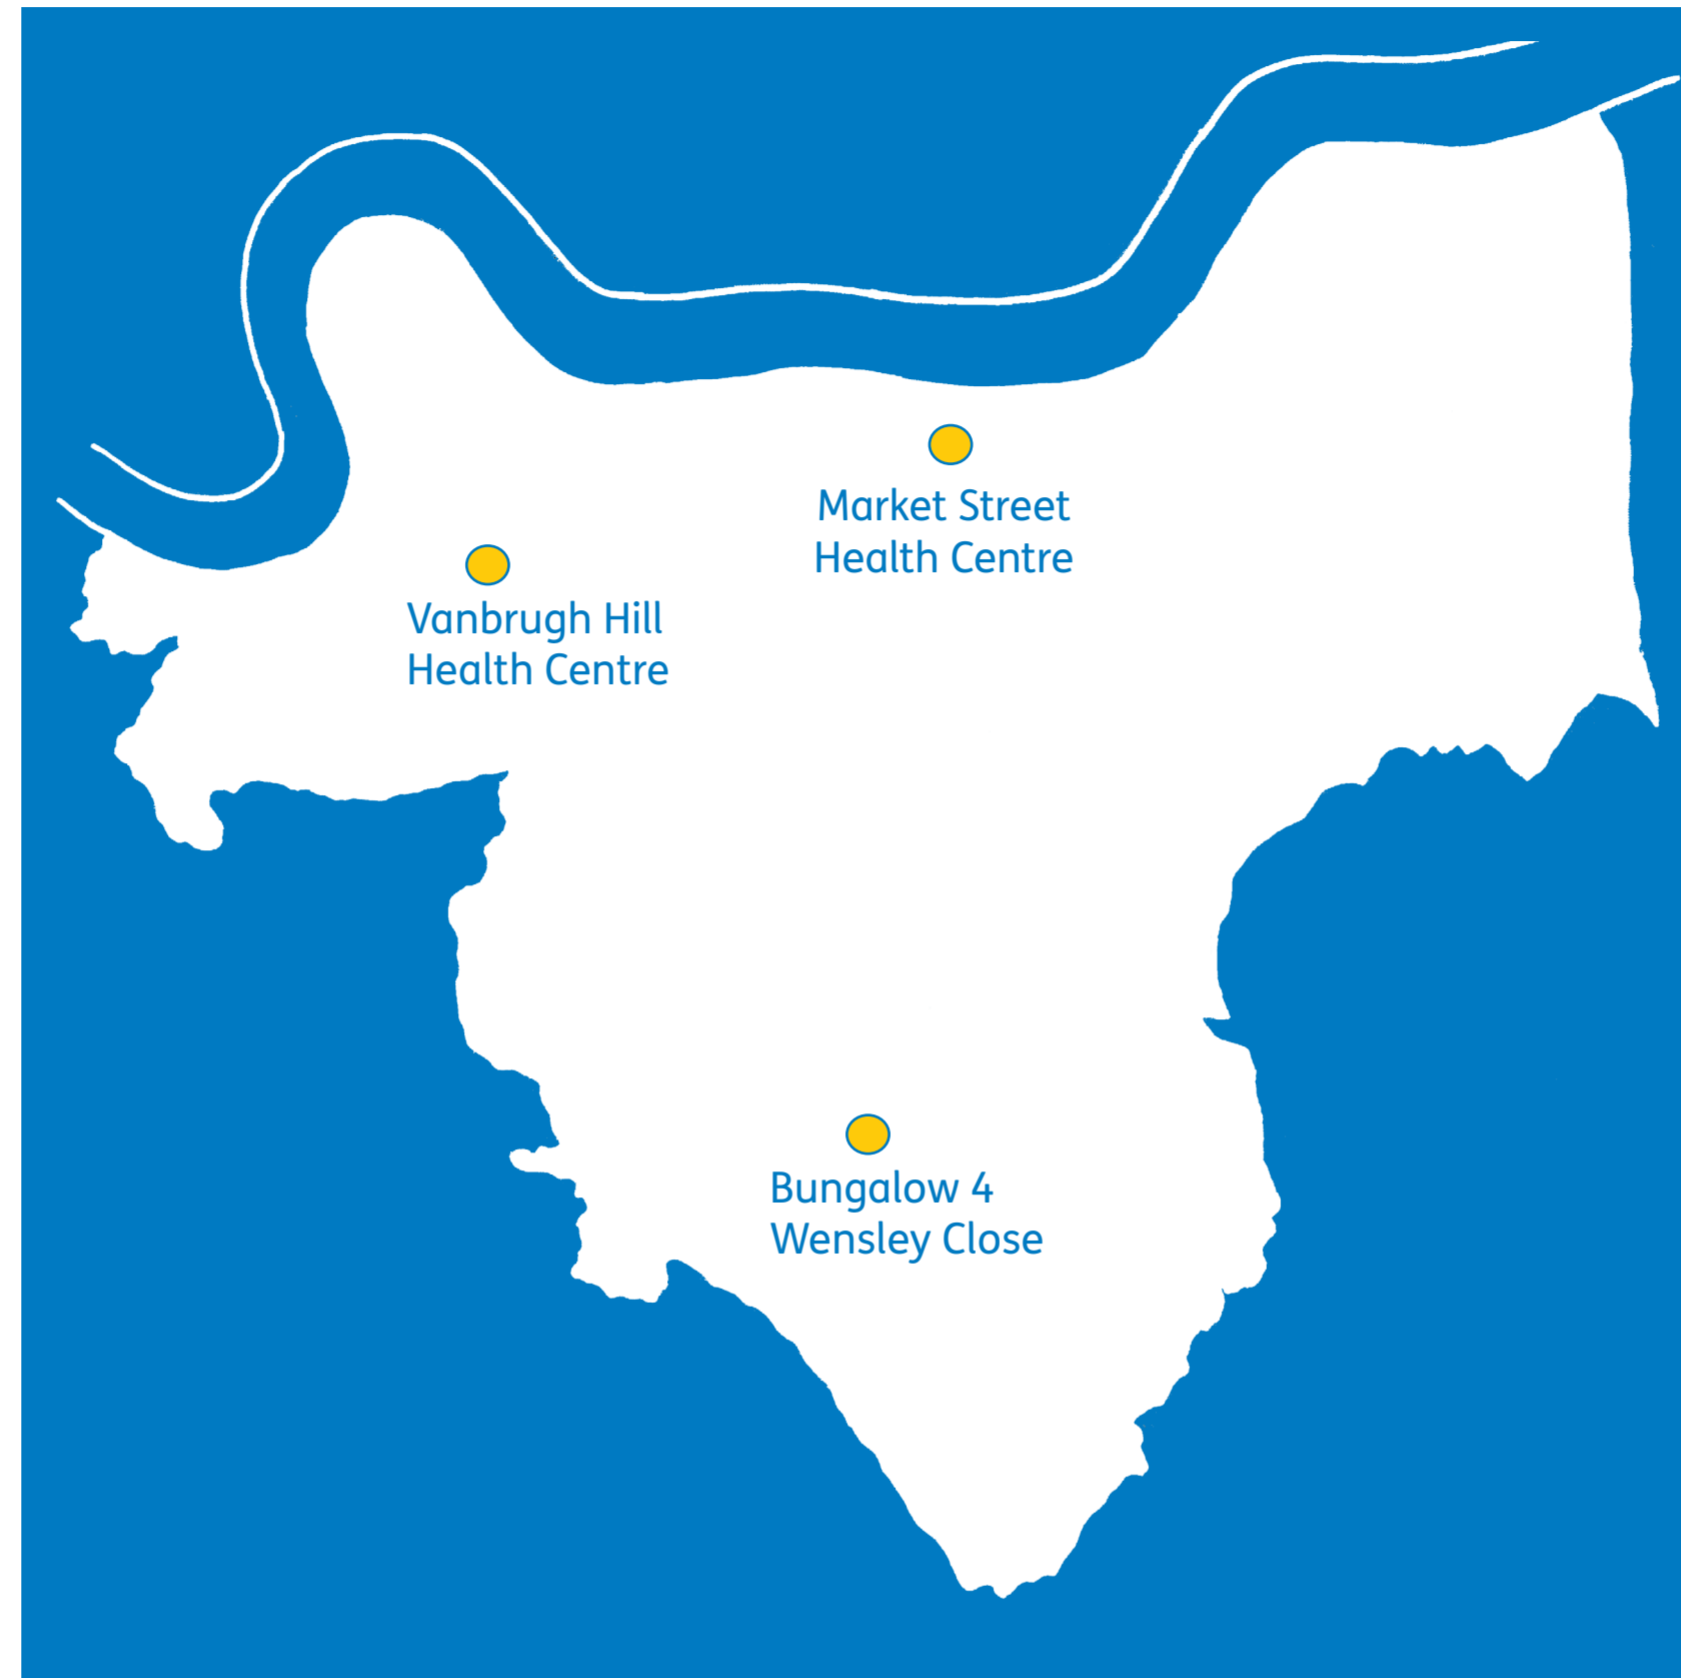 Market Street
Health Centre
Vanbrugh Hill
Health Centre
Bungalow 4
Wensley Close